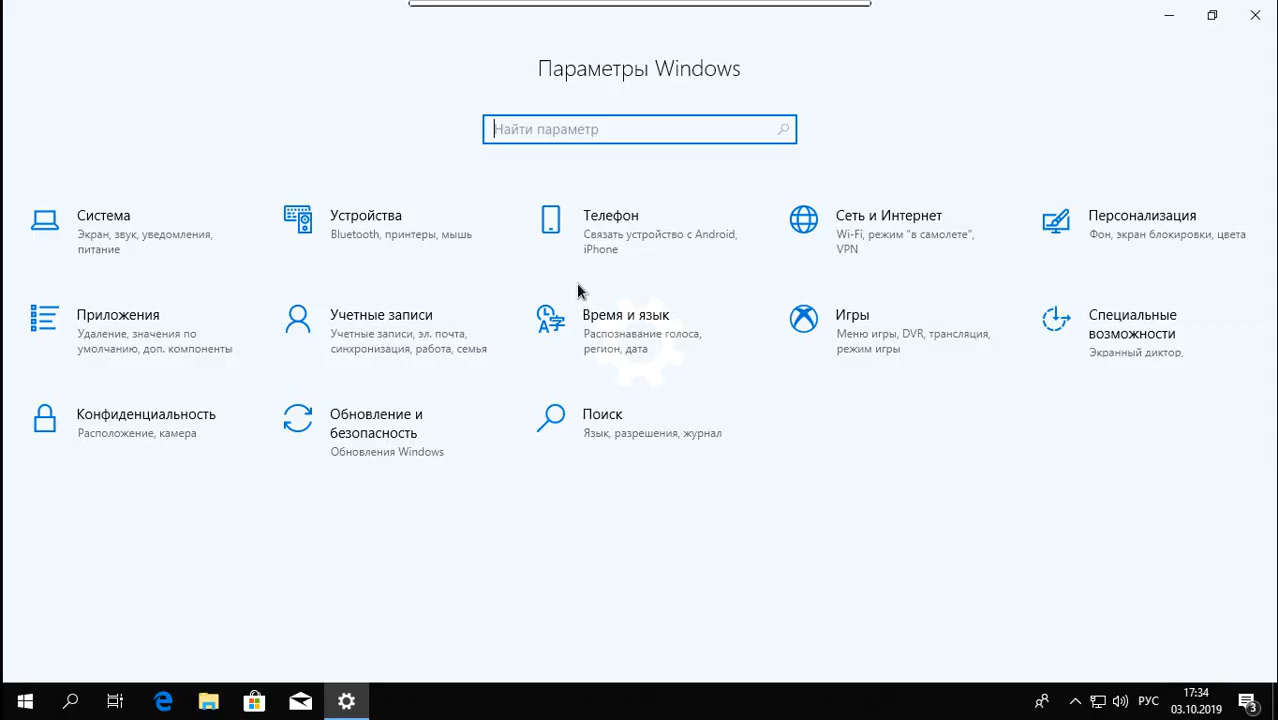 Параметры Windows
Найти параметр
Система
Экран, звук, уведомления,
питание
Устройства
Bluetooth, принтеры, мышь
Телефон
Связать устройство с Android,
iPhone
Сеть и Интернет
Wi-Fi, режим "в самолете",
VPN
Персонализация
Фон, экран блокировки, цвета
Приложения
Удаление, значения по
умолчанию, доп. компоненты
Учетные записи
Учетные записи, эл. почта,
синхронизация, работа, семья
Время и язык
Распознавание голоса,
регион, дата
Игры
Меню игры, DVR, трансляция,
режим игры
Специальные
возможности
Экранный диктор,
Конфиденциальность
Расположение, камера
Обновление и
безопасность
Обновления Windows
Поиск
Язык, разрешения, журнал
РУС
17:34
03.10.2019
3